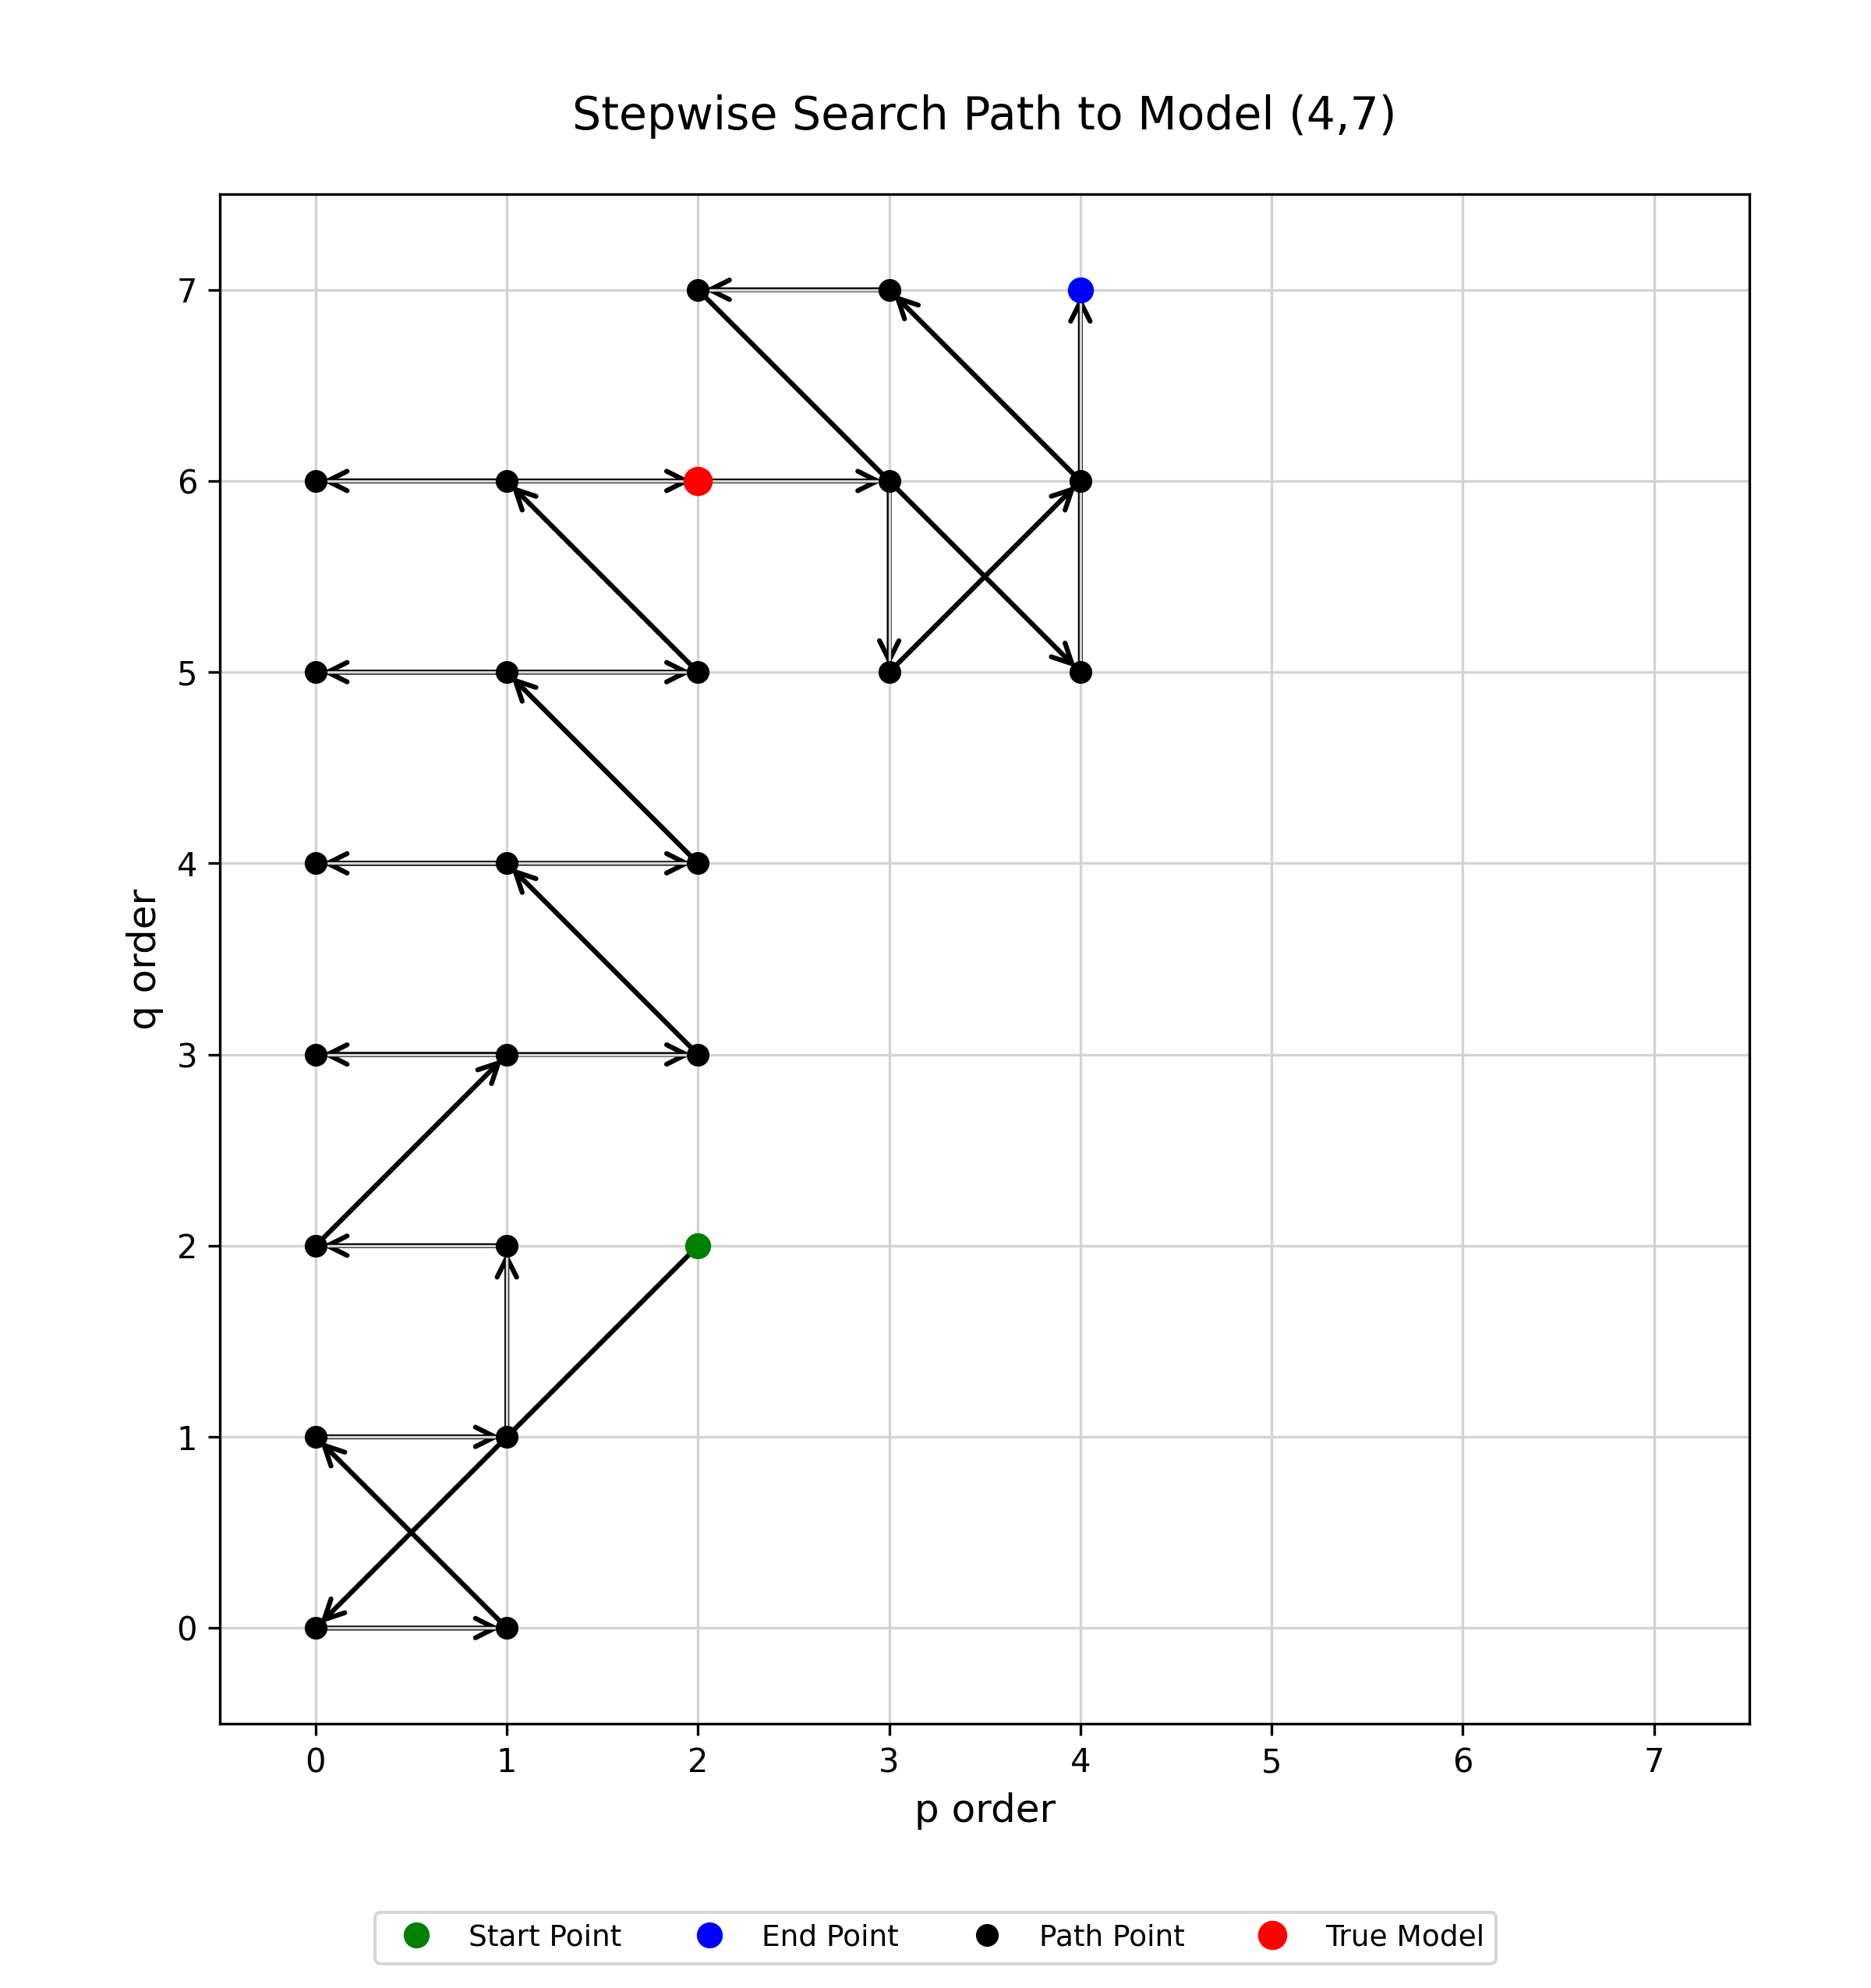 Stepwise Search Path to Model (4,7)
7
6
5
4
3
2
1
0
q order
0 1 2 3 4 5 6 7
p order
Start Point End Point Path Point True Model